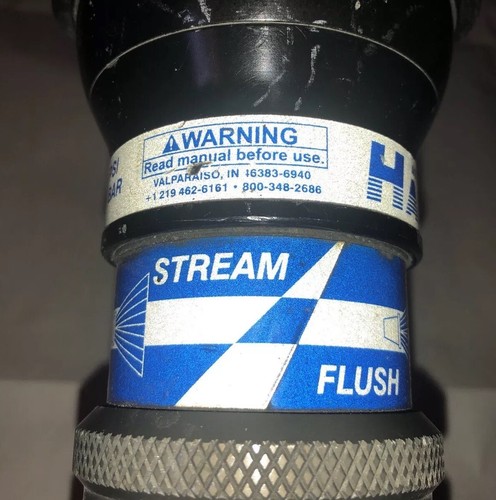 WARNING
Read manual before use.
VALPARAISO, IN 46383-6940
+1 219 462-6161 • 800-348-2686
STREAM
FLUSH